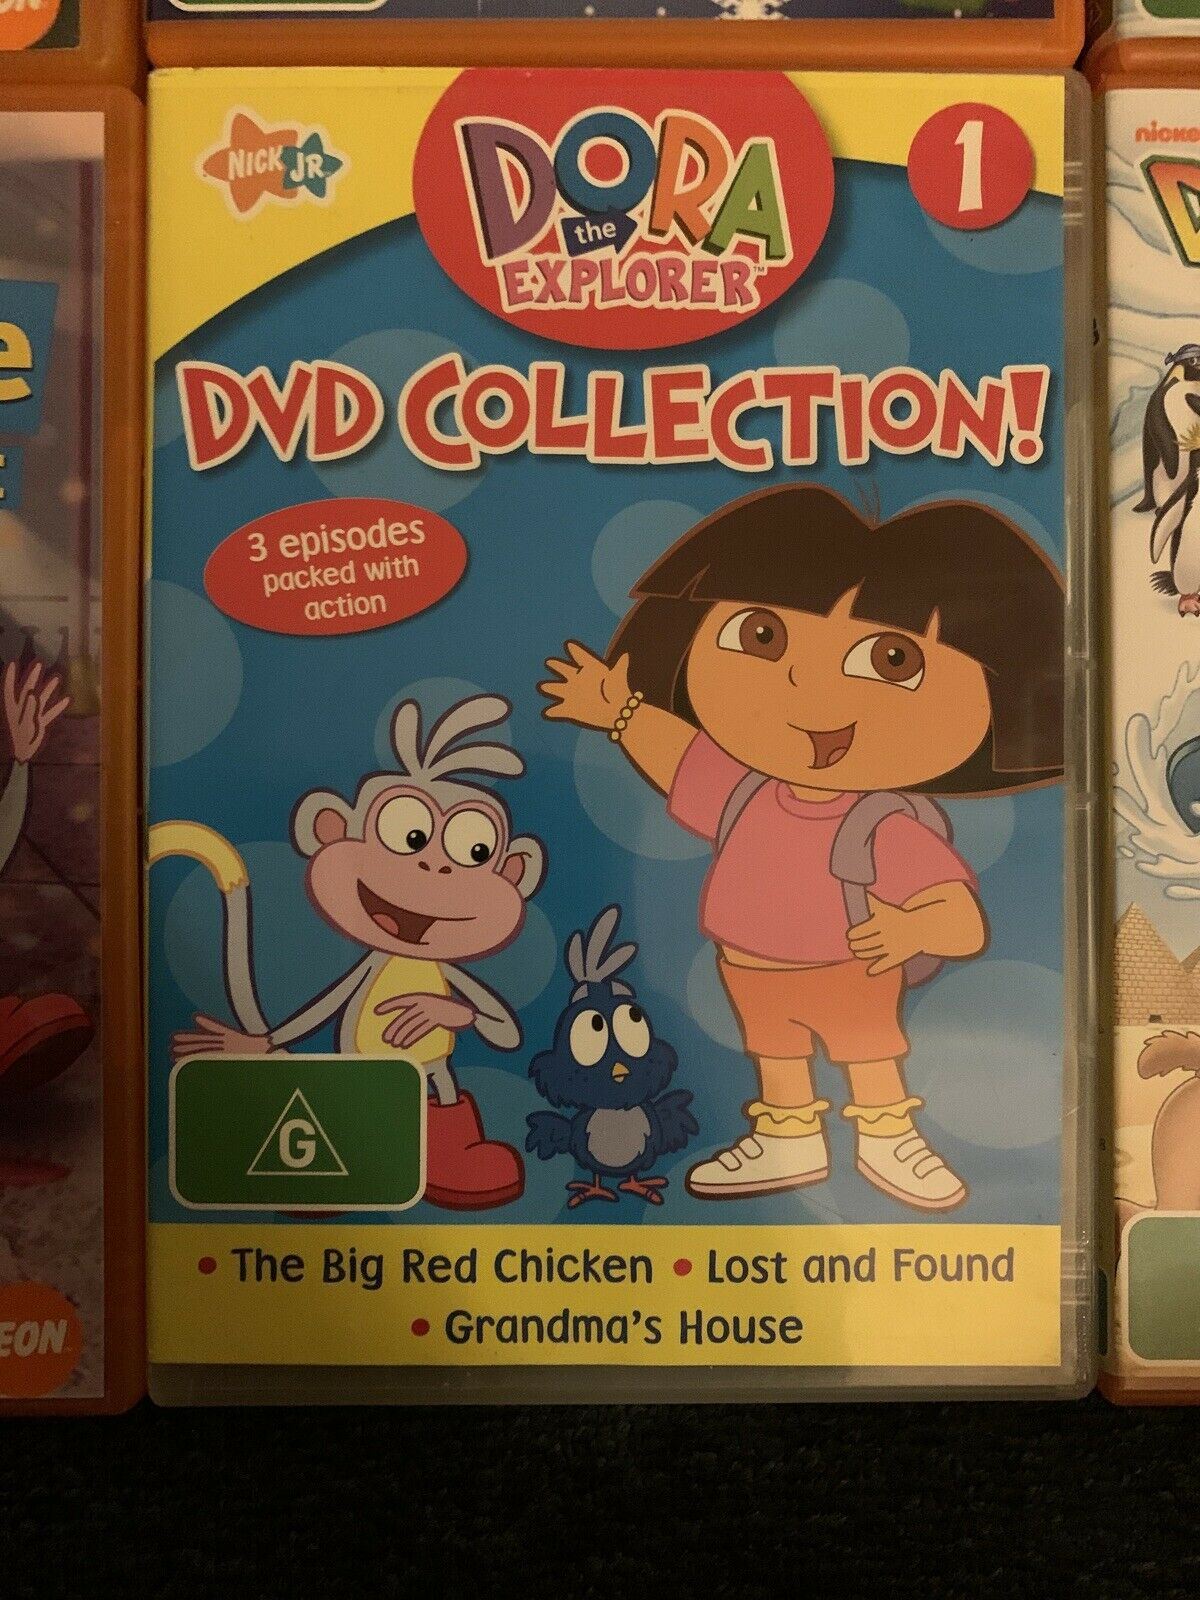 NICK JR
DORA
the
EXPLORER™
1
DVD COLLECTION!
3 episodes
packed with
action
G
• The Big Red Chicken • Lost and Found
• Grandma's House